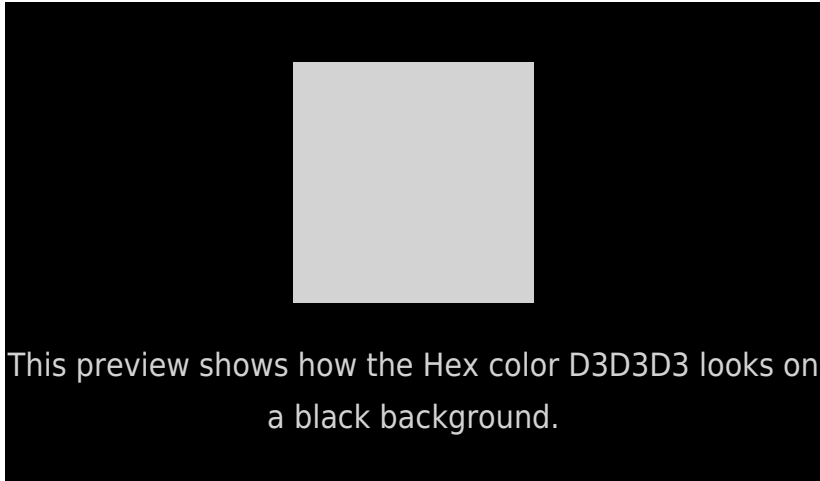 This preview shows how the Hex color D3D3D3 looks on
a black background.